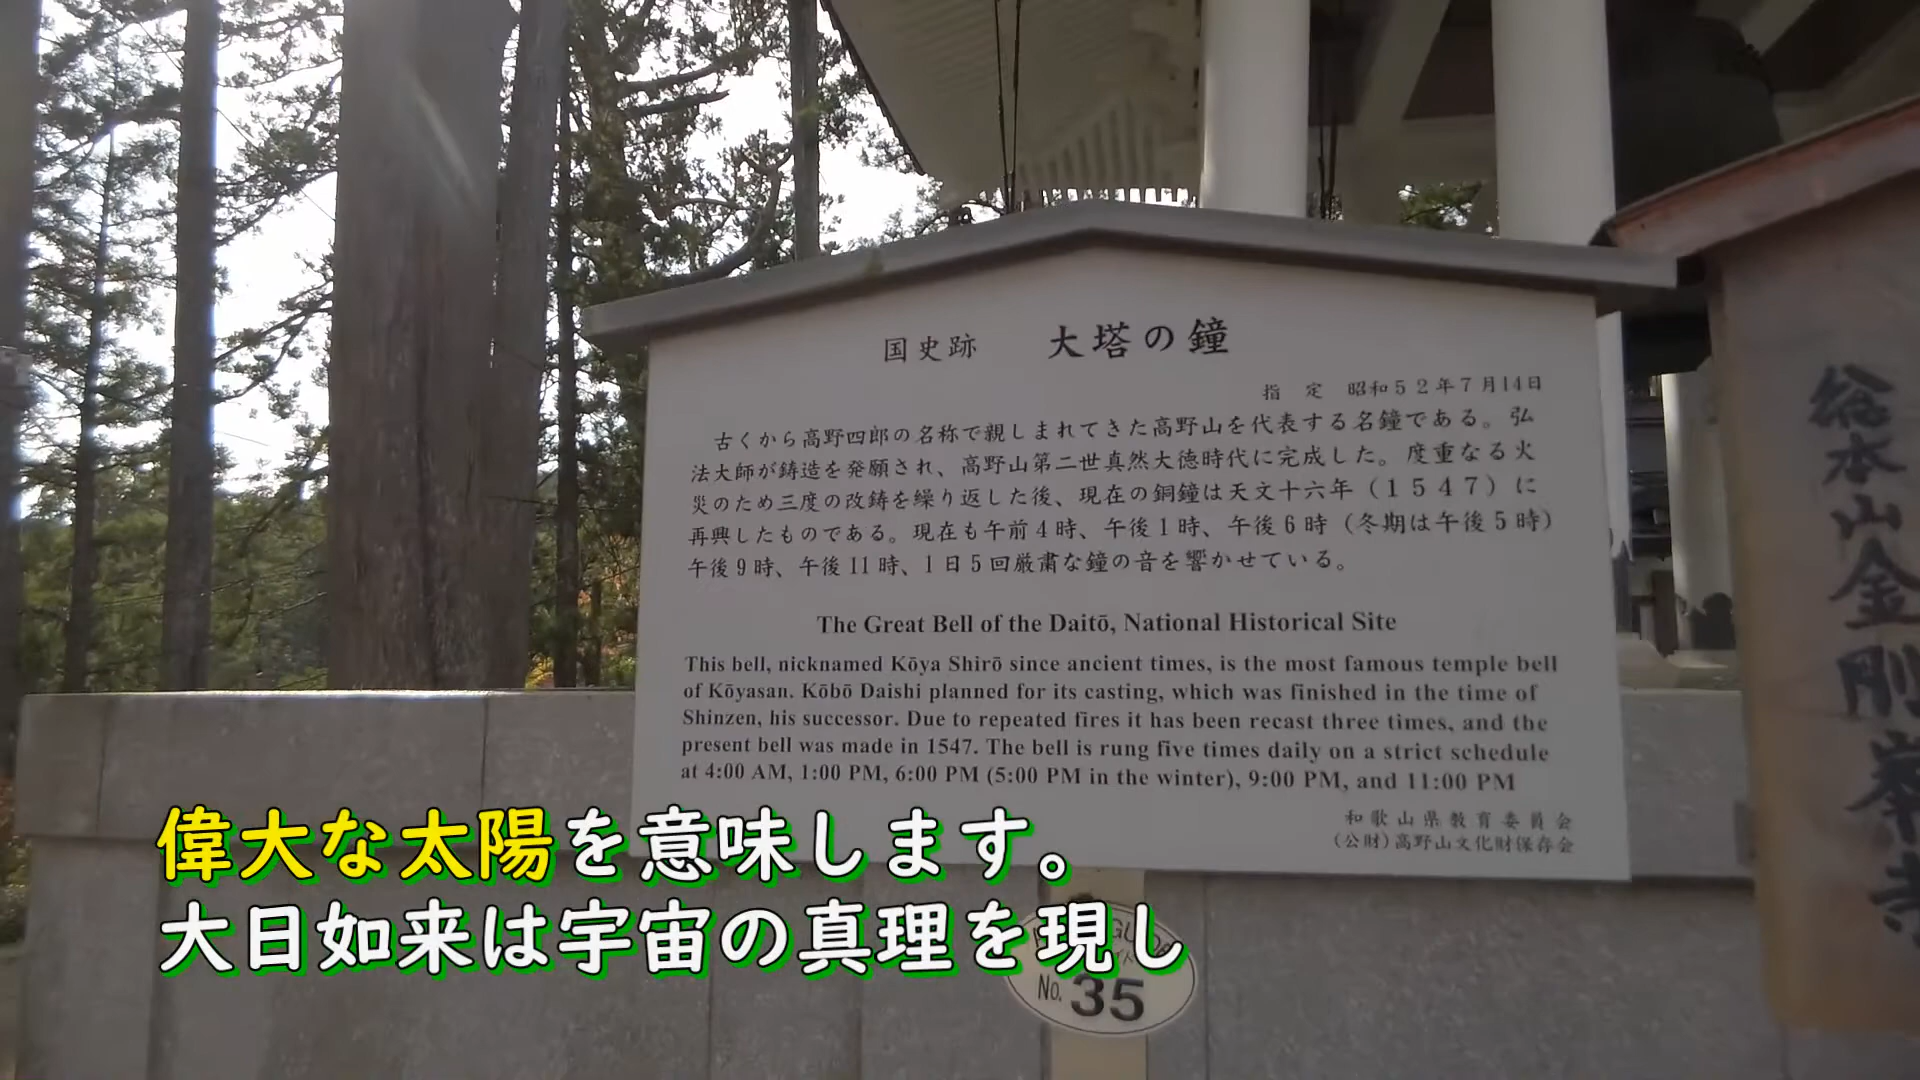 国史跡 大塔の鐘
指 定 昭和52年7月14日
古くから高野四郎の名称で親しまれてきた高野山を代表する名鐘である。弘
法大師が鋳造を発願され、高野山第二世真然大徳時代に完成した。度重なる火
災のため三度の改鋳を繰り返した後、現在の銅鐘は天文十六年（1547）に
再興したものである。現在も午前4時、午後1時、午後6時（冬期は午後5時）
午後9時、午後11時、1日5回厳粛な鐘の音を響かせている。
The Great Bell of the Daitō, National Historical Site
This bell, nicknamed Kōya Shirō since ancient times, is the most famous temple bell
of Kōyasan. Kōbō Daishi planned for its casting, which was finished in the time of
Shinzen, his successor. Due to repeated fires it has been recast three times, and the
present bell was made in 1547. The bell is rung five times daily on a strict schedule
at 4:00 AM, 1:00 PM, 6:00 PM (5:00 PM in the winter), 9:00 PM, and 11:00 PM
和歌山県教育委員会
（公財）高野山文化財保存会
総本山金剛峯寺
偉大な太陽を意味します。
大日如来は宇宙の真理を現し
No. 35